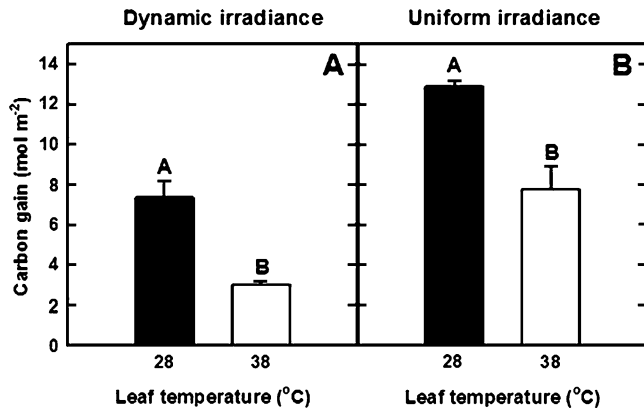 Dynamic irradiance Uniform irradiance
A B
14
12
10
8
6
4
2
0
Carbon gain (mol m⁻²)
A B
A B
28 38 28 38
Leaf temperature (°C) Leaf temperature (°C)